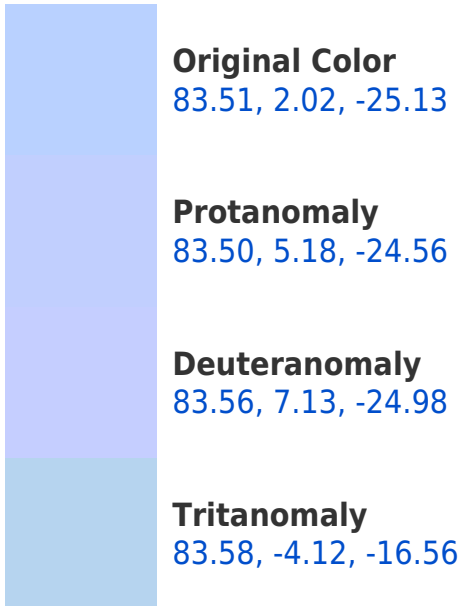 Original Color
83.51, 2.02, -25.13
Protanomaly
83.50, 5.18, -24.56
Deuteranomaly
83.56, 7.13, -24.98
Tritanomaly
83.58, -4.12, -16.56